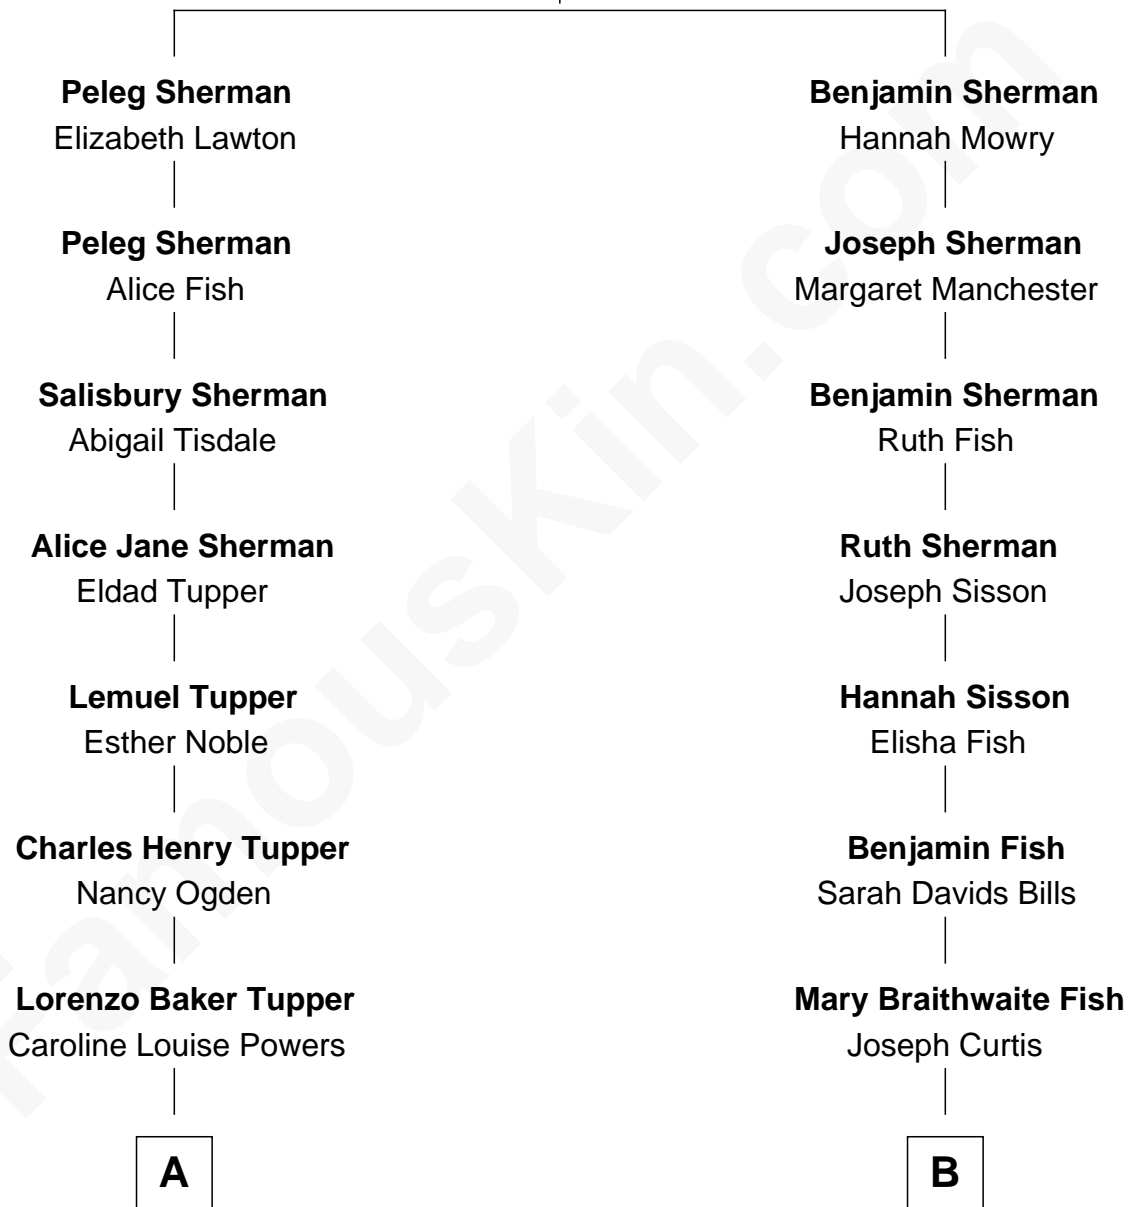 Peleg Sherman
Elizabeth Lawton
Peleg Sherman
Alice Fish
Salisbury Sherman
Abigail Tisdale
Alice Jane Sherman
Eldad Tupper
Lemuel Tupper
Esther Noble
Charles Henry Tupper
Nancy Ogden
Lorenzo Baker Tupper
Caroline Louise Powers
A
Benjamin Sherman
Hannah Mowry
Joseph Sherman
Margaret Manchester
Benjamin Sherman
Ruth Fish
Ruth Sherman
Joseph Sisson
Hannah Sisson
Elisha Fish
Benjamin Fish
Sarah Davids Bills
Mary Braithwaite Fish
Joseph Curtis
B
FamousKin.com